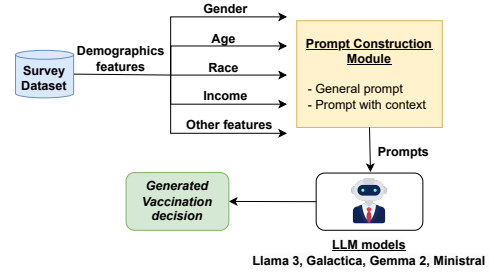 Gender
Demographics
features
Age
Race
Income
Other features
Survey
Dataset
Prompt Construction
Module
- General prompt
- Prompt with context
Prompts
Generated
Vaccination
decision
LLM models
Llama 3, Galactica, Gemma 2, Ministral